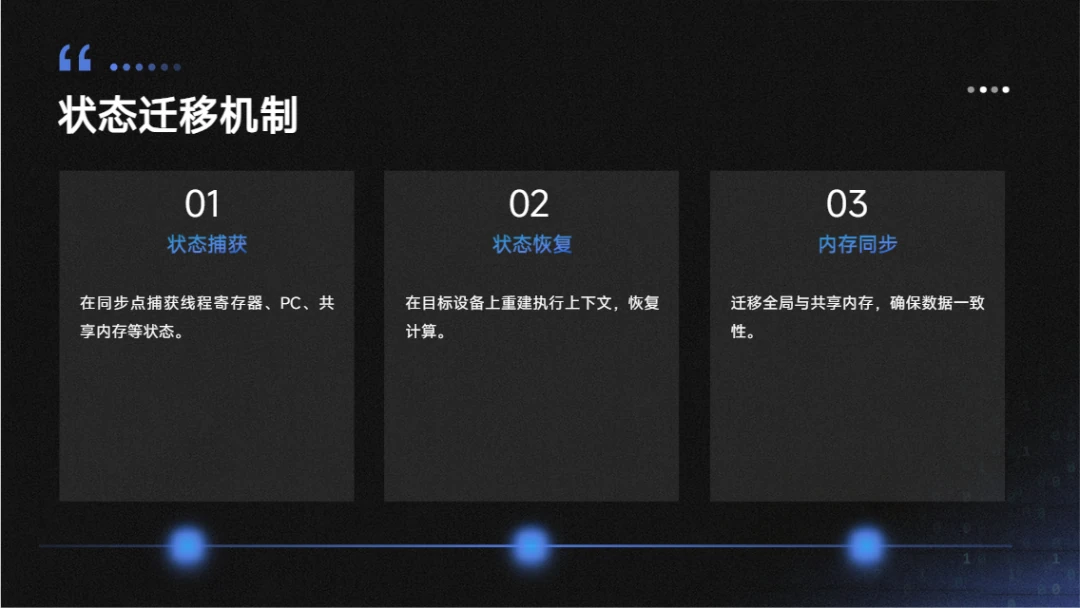 状态迁移机制
01
状态捕获
在同步点捕获线程寄存器、PC、共
享内存等状态。
02
状态恢复
在目标设备上重建执行上下文，恢复
计算。
03
内存同步
迁移全局与共享内存，确保数据一致
性。